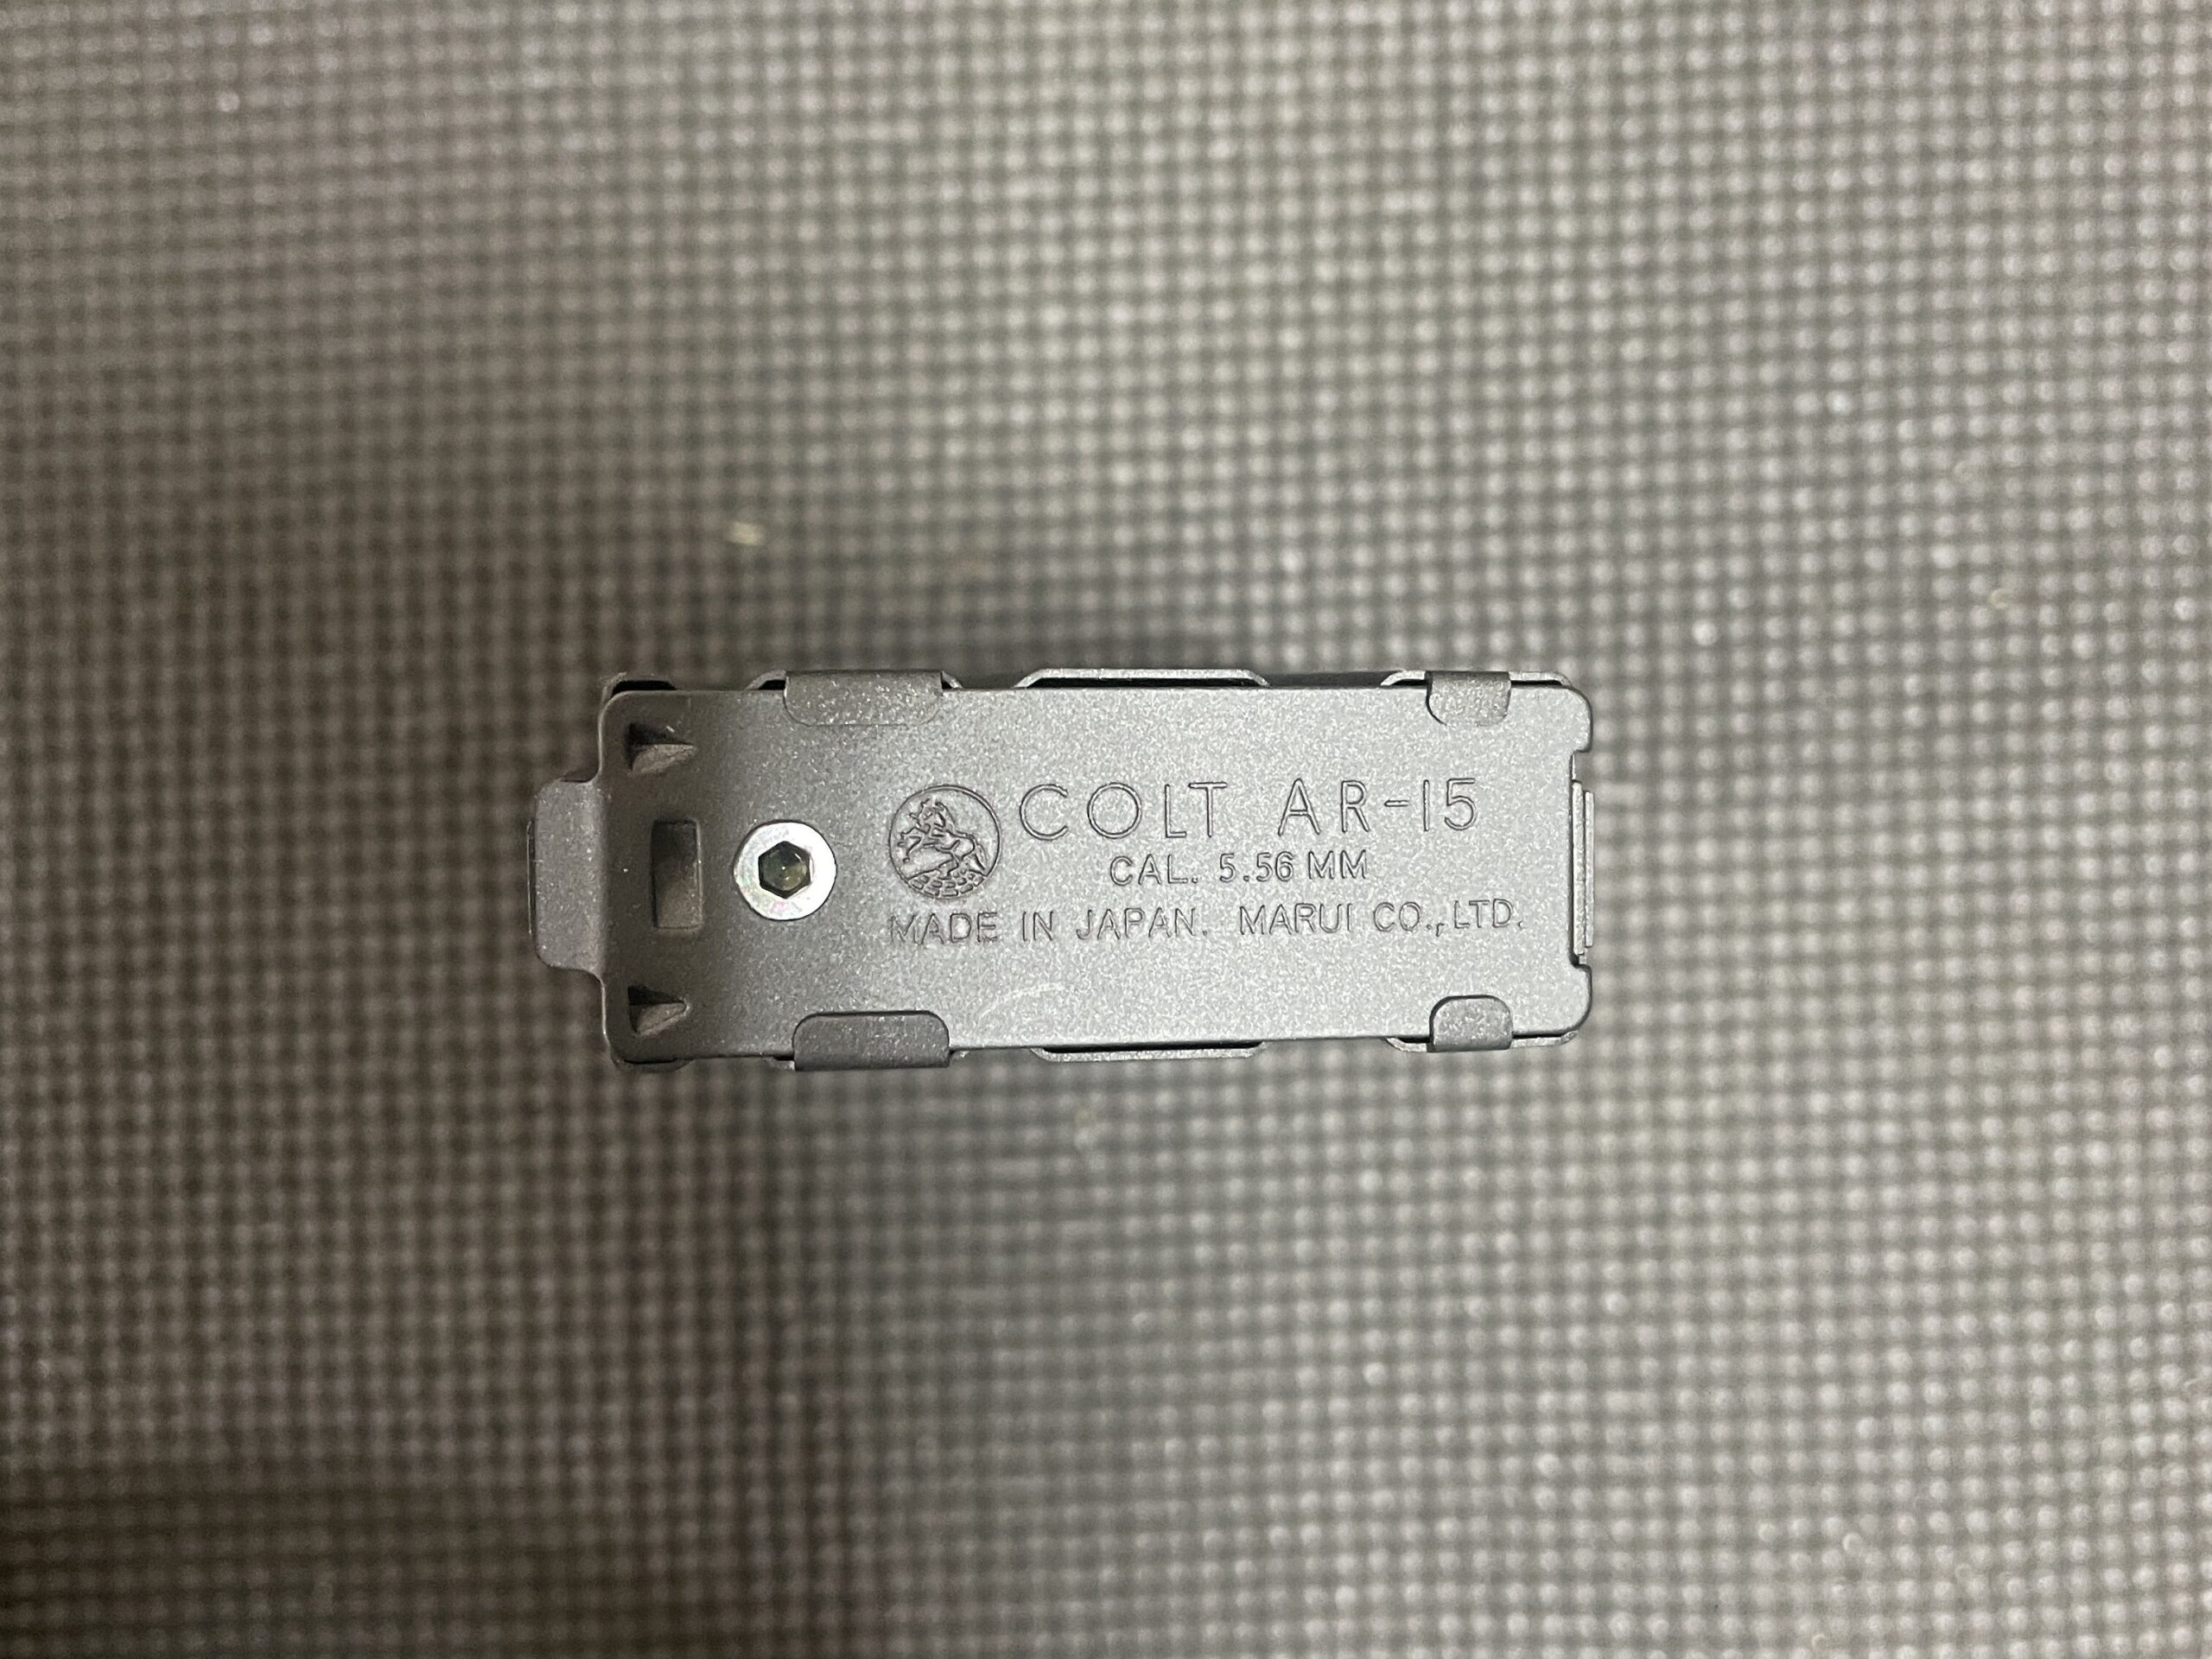 COLT AR-15
CAL. 5.56 MM
MADE IN JAPAN. MARUI CO., LTD.